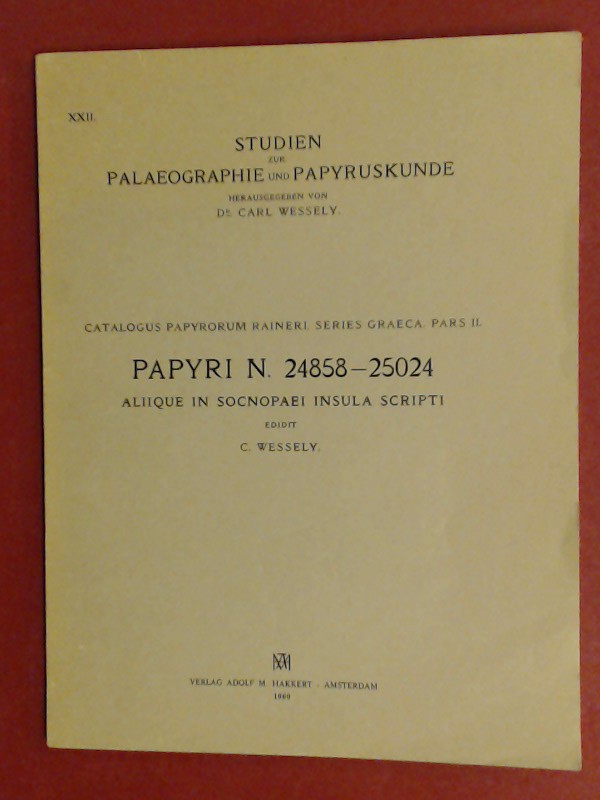 XXII.
STUDIEN
ZUR
PALAEOGRAPHIE UND PAPYRUSKUNDE
HERAUSGEGEBEN VON
DR. CARL WESSELY.
CATALOGUS PAPYRORUM RAINERI. SERIES GRAECA. PARS II.
PAPYRI N. 24858—25024
ALIIQUE IN SOCNOPAEI INSULA SCRIPTI
EDIDIT
C. WESSELY.
VERLAG ADOLF M. HAKKERT - AMSTERDAM
1969